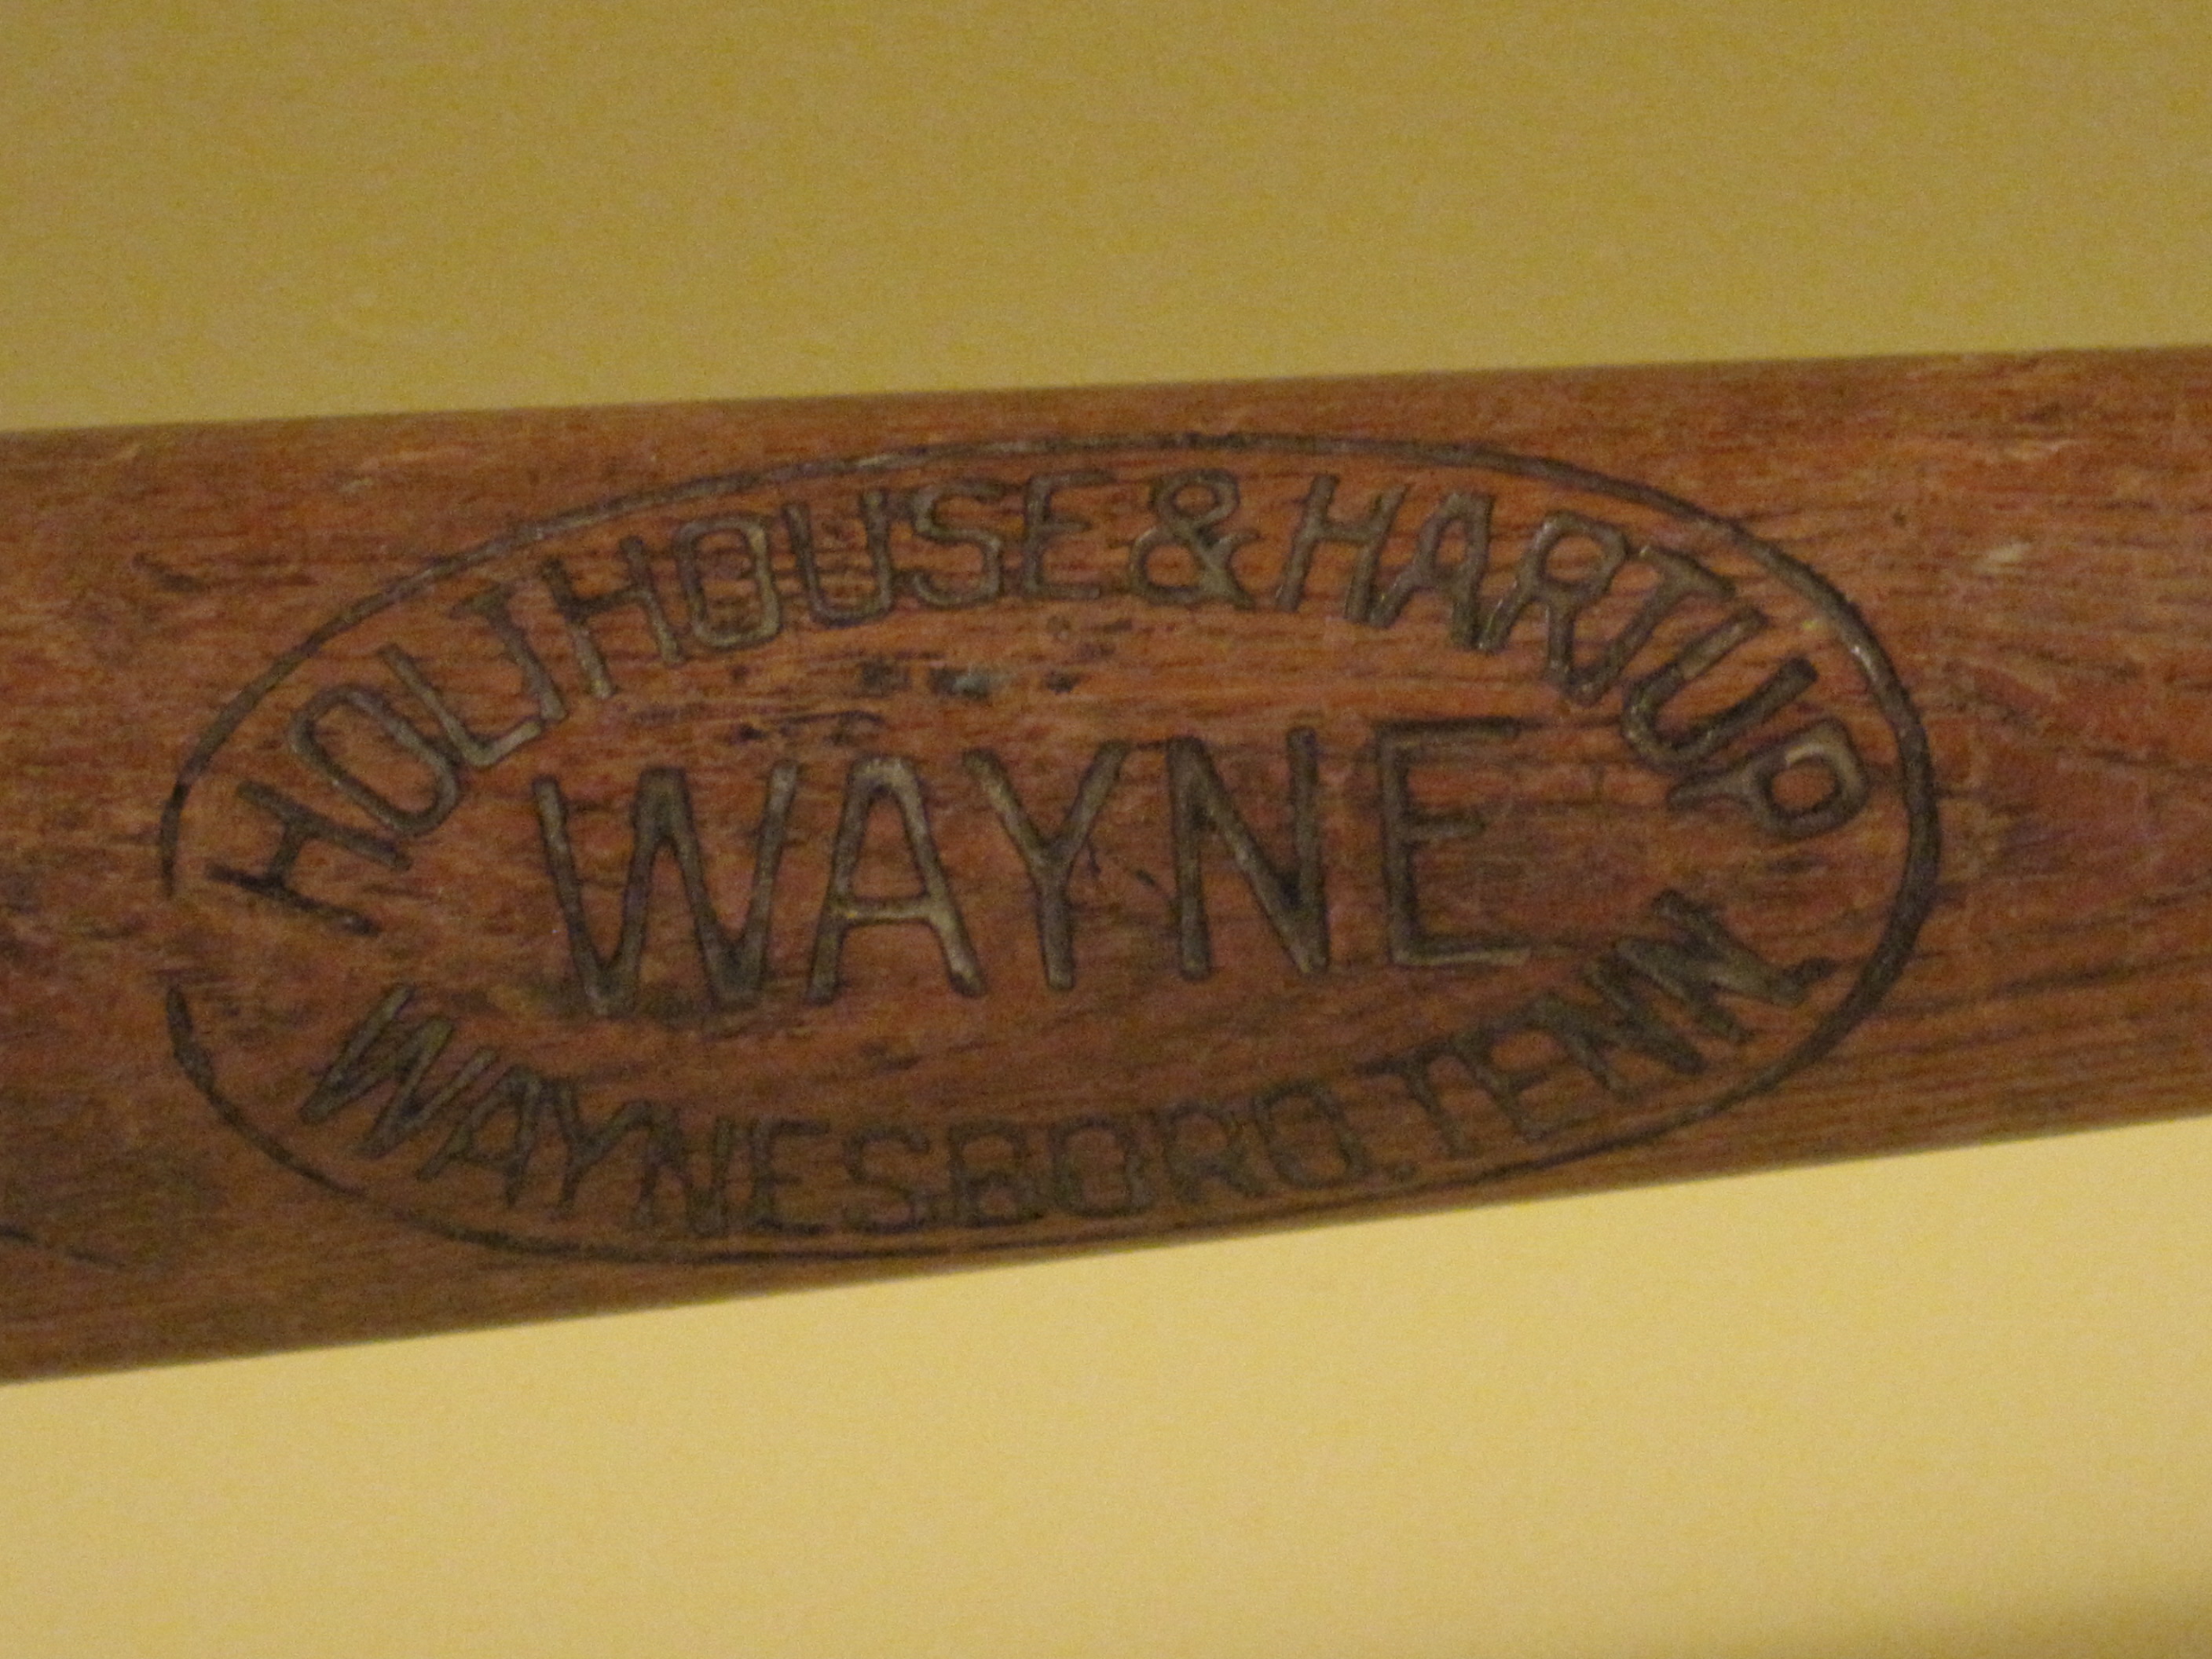 HOLTHOUSE & HARTUP
WAYNE
WAYNESBORO, TENN.